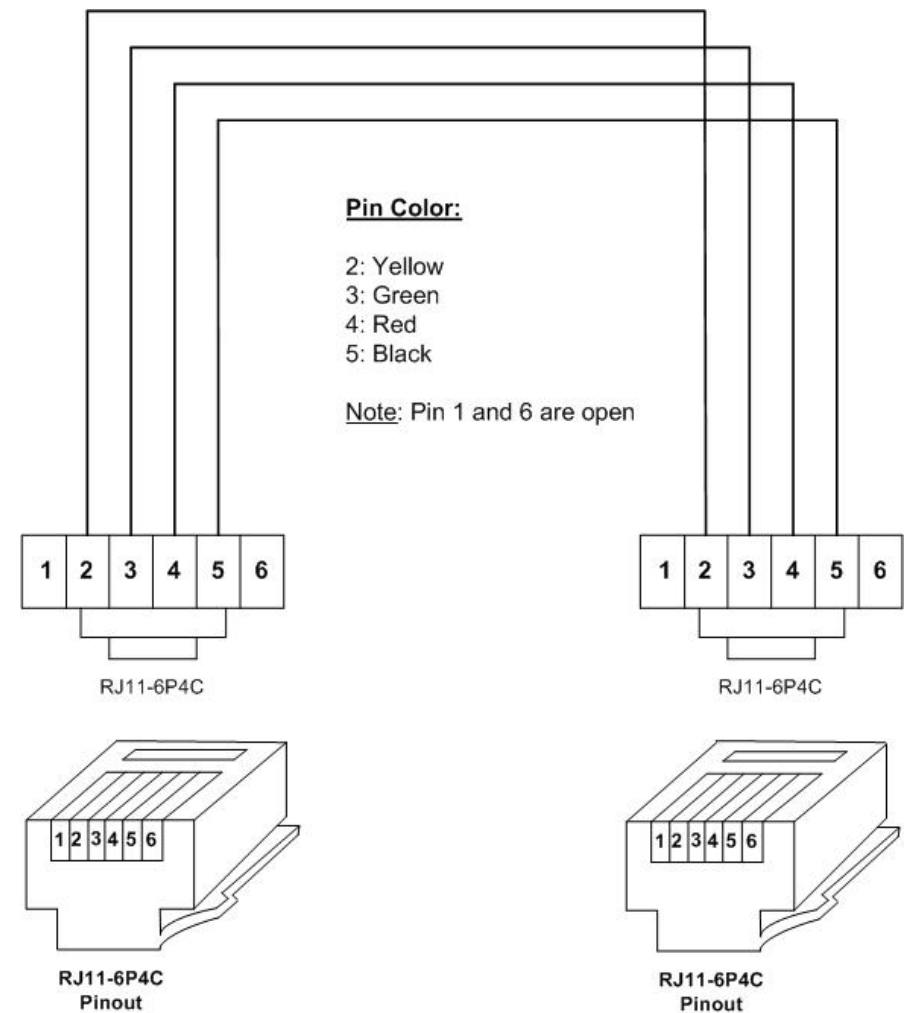 Pin Color:
2: Yellow
3: Green
4: Red
5: Black
Note: Pin 1 and 6 are open
1 2 3 4 5 6
1 2 3 4 5 6
RJ11-6P4C
RJ11-6P4C
1 2 3 4 5 6
1 2 3 4 5 6
RJ11-6P4C
Pinout
RJ11-6P4C
Pinout